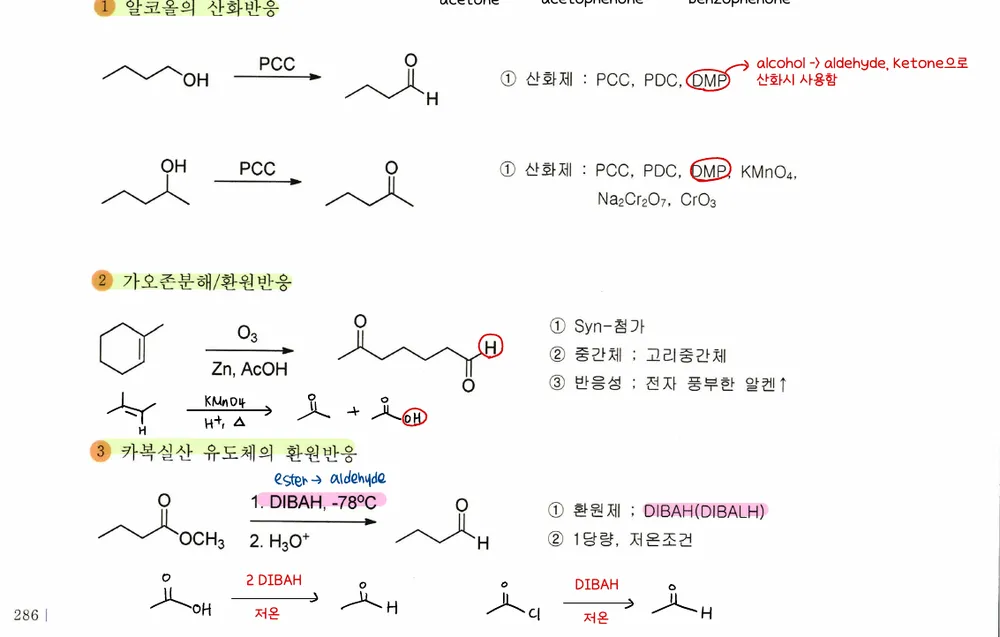 1 알코올의 산화반응
acetone acetophenone benzophenone
OH
PCC
O
H
① 산화제 : PCC, PDC, DMP
alcohol -> aldehyde, Ketone으로
산화시 사용함
OH
PCC
O
① 산화제 : PCC, PDC, DMP, KMnO₄,
Na₂Cr₂O₇, CrO₃
2 가오존분해/환원반응
O₃
Zn, AcOH
O
H
O
① Syn-첨가
② 중간체 ; 고리중간체
③ 반응성 ; 전자 풍부한 알켄↑
H
KMnO4
H+, △
O
+
O
OH
3 카복실산 유도체의 환원반응
ester → aldehyde
O
OCH₃
1. DIBAH, -78°C
2. H₃O⁺
O
H
① 환원제 ; DIBAH(DIBALH)
② 1당량, 저온조건
O
OH
2 DIBAH
저온
O
H
O
Cl
DIBAH
저온
O
H
286